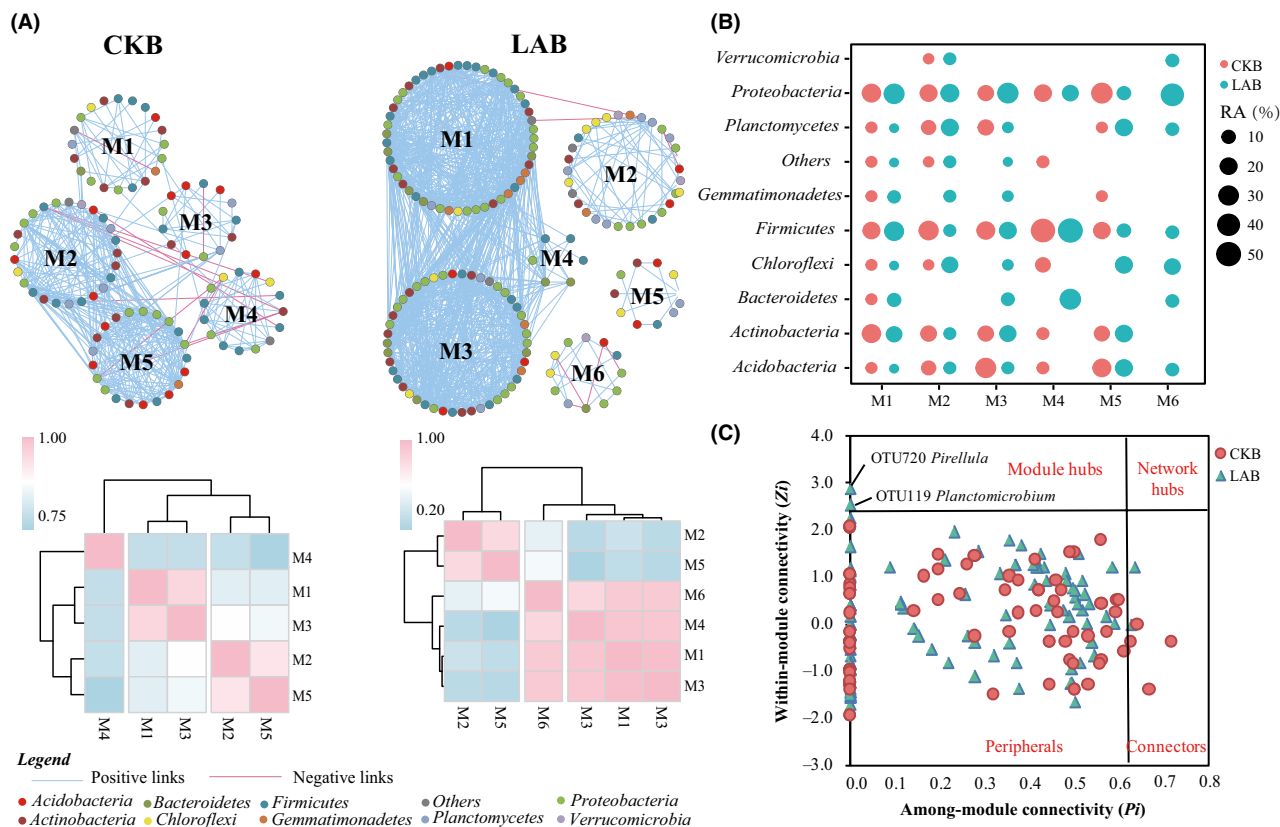 (A)
CKB
LAB
M1
M2
M3
M4
M5
M1
M2
M3
M4
M5
M6
1.00
0.75
M4
M1
M3
M2
M5
M4
M1
M3
M2
M5
1.00
0.20
M2
M5
M6
M4
M1
M3
M2
M5
M6
M3
M1
M3
Legend
Positive links
Negative links
Acidobacteria
Bacteroidetes
Firmicutes
Others
Proteobacteria
Actinobacteria
Chloroflexi
Gemmatimonadetes
Planctomycetes
Verrucomicrobia
(B)
Verrucomicrobia
Proteobacteria
Planctomycetes
Others
Gemmatimonadetes
Firmicutes
Chloroflexi
Bacteroidetes
Actinobacteria
Acidobacteria
M1 M2 M3 M4 M5 M6
CKB
LAB
RA (%)
10
20
30
40
50
(C)
Within-module connectivity (Zi)
4.0
3.0
2.0
1.0
0.0
–1.0
–2.0
–3.0
OTU720 Pirellula
OTU119 Planctomicrobium
Module hubs
Network
hubs
Peripherals
Connectors
CKB
LAB
0.0 0.1 0.2 0.3 0.4 0.5 0.6 0.7 0.8
Among-module connectivity (Pi)